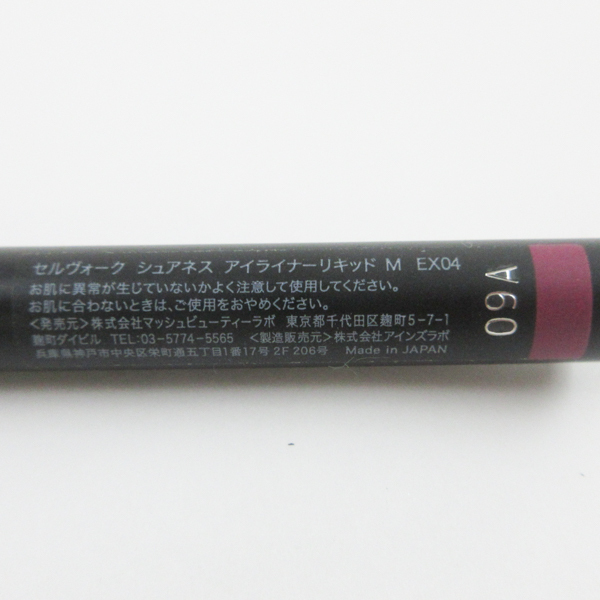 セルヴォーク シュアネス アイライナーリキッド M EX04
お肌に異常が生じていないかよく注意して使用してください。
お肌に合わないときは、ご使用をおやめください。
<発売元>株式会社マッシュビューティーラボ 東京都千代田区麹町5-7-1
麹町ダイビル TEL:03-5774-5565 <製造販売元>株式会社アインズラボ
兵庫県神戸市中央区栄町通五丁目1番17号 2F 206号 Made in JAPAN
09A